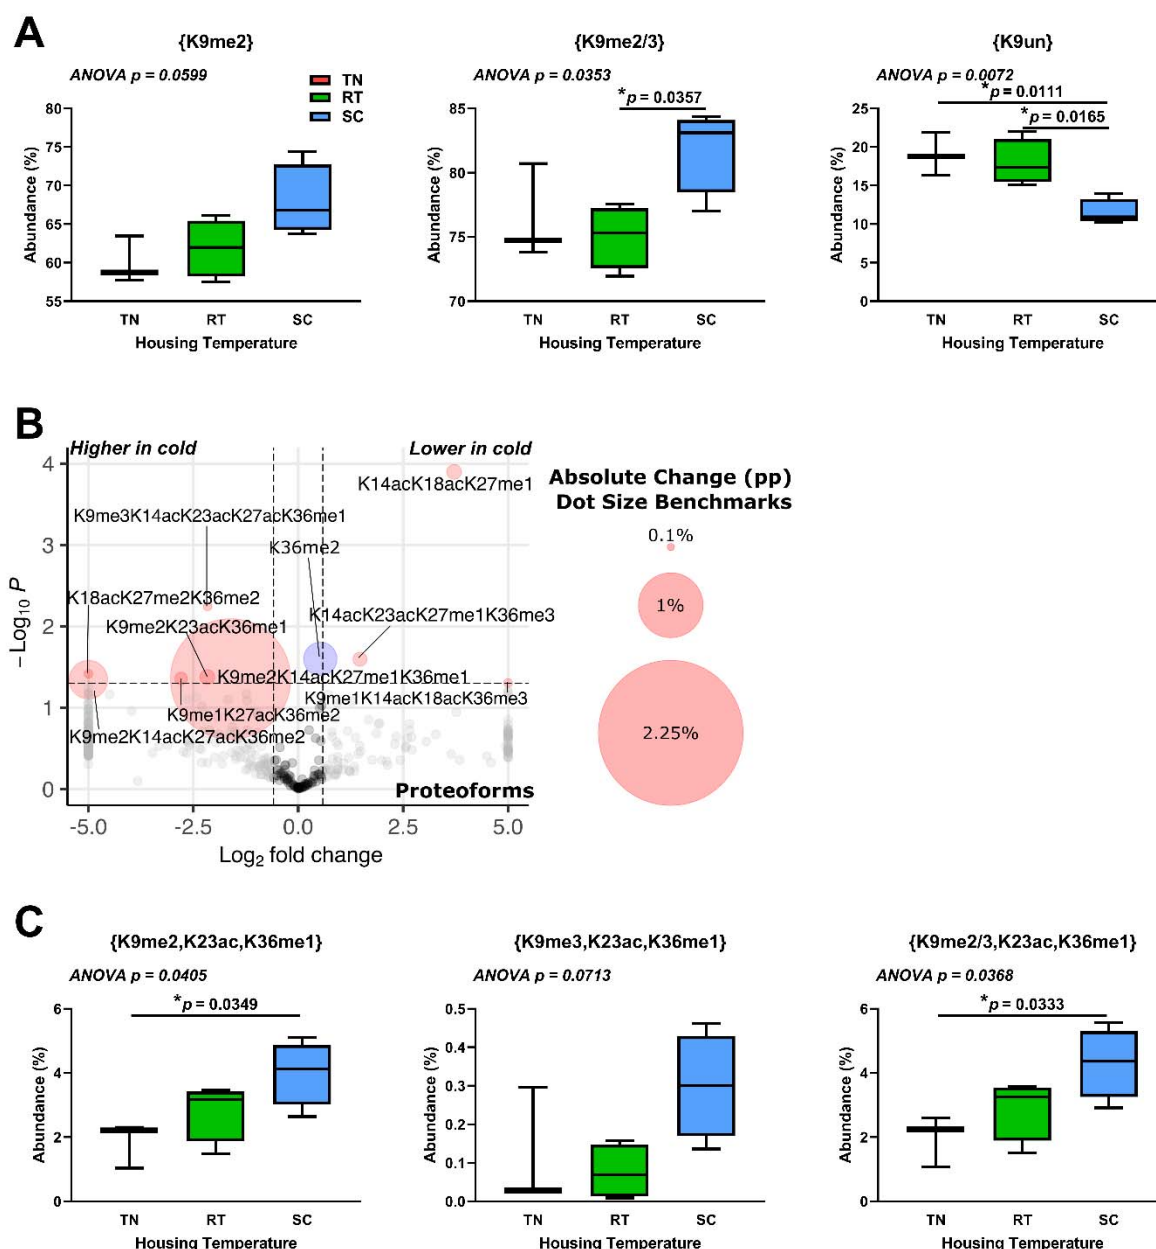 A
{K9me2}
ANOVA p = 0.0599
TN
RT
SC
Abundance (%)
80
75
70
65
60
55
TN RT SC
Housing Temperature
{K9me2/3}
ANOVA p = 0.0353
*p = 0.0357
Abundance (%)
85
80
75
70
TN RT SC
Housing Temperature
{K9un}
ANOVA p = 0.0072
*p = 0.0111
*p = 0.0165
Abundance (%)
25
20
15
10
5
0
TN RT SC
Housing Temperature
B
Higher in cold
Lower in cold
K14acK18acK27me1
K9me3K14acK23acK27acK36me1
K36me2
K18acK27me2K36me2
K14acK23acK27me1K36me3
K9me2K23acK36me1
K9me2K14acK27me1K36me1
K9me1K14acK18acK36me3
K9me1K27acK36me2
K9me2K14acK27acK36me2
Proteoforms
– Log10 P
4
3
2
1
0
-5.0 -2.5 0.0 2.5 5.0
Log2 fold change
Absolute Change (pp)
Dot Size Benchmarks
0.1%
1%
2.25%
C
{K9me2,K23ac,K36me1}
ANOVA p = 0.0405
*p = 0.0349
Abundance (%)
6
4
2
0
TN RT SC
Housing Temperature
{K9me3,K23ac,K36me1}
ANOVA p = 0.0713
Abundance (%)
0.5
0.4
0.3
0.2
0.1
0.0
TN RT SC
Housing Temperature
{K9me2/3,K23ac,K36me1}
ANOVA p = 0.0368
*p = 0.0333
Abundance (%)
6
4
2
0
TN RT SC
Housing Temperature